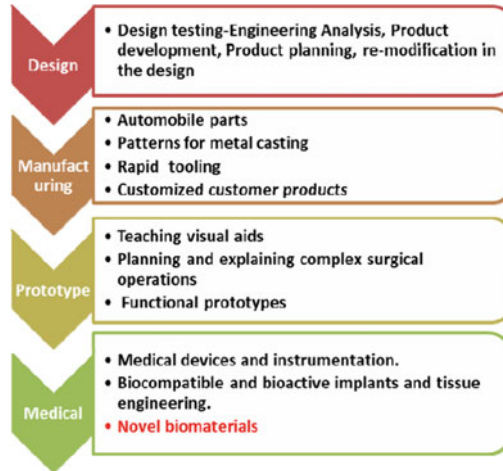 Design
• Design testing-Engineering Analysis, Product
development, Product planning, re-modification in
the design
Manufact
uring
• Automobile parts
• Patterns for metal casting
• Rapid tooling
• Customized customer products
Prototype
• Teaching visual aids
• Planning and explaining complex surgical
operations
• Functional prototypes
Medical
• Medical devices and instrumentation.
• Biocompatible and bioactive implants and tissue
engineering.
• Novel biomaterials